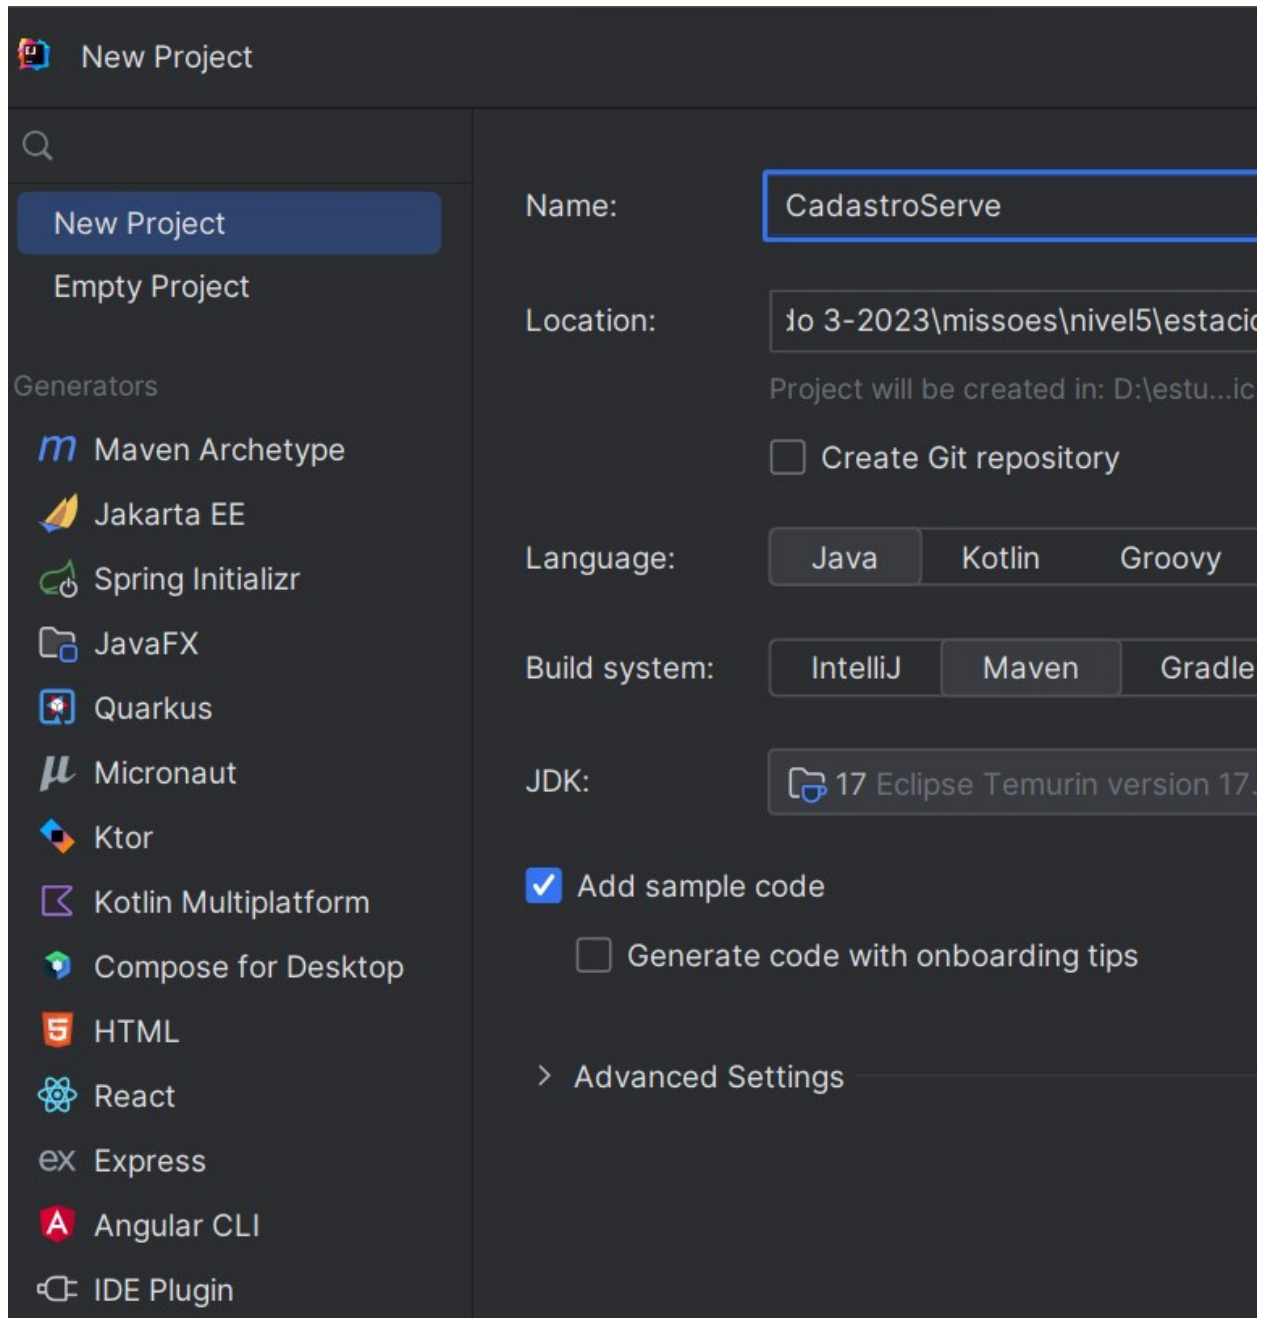 New Project
New Project
Empty Project
Generators
Maven Archetype
Jakarta EE
Spring Initializr
JavaFX
Quarkus
Micronaut
Ktor
Kotlin Multiplatform
Compose for Desktop
HTML
React
ex Express
Angular CLI
IDE Plugin
Name: CadastroServe
Location: do 3-2023\missoes\nivel5\estacio
Project will be created in: D:\estu...ic
Create Git repository
Language: Java Kotlin Groovy
Build system: IntelliJ Maven Gradle
JDK: 17 Eclipse Temurin version 17.
Add sample code
Generate code with onboarding tips
Advanced Settings